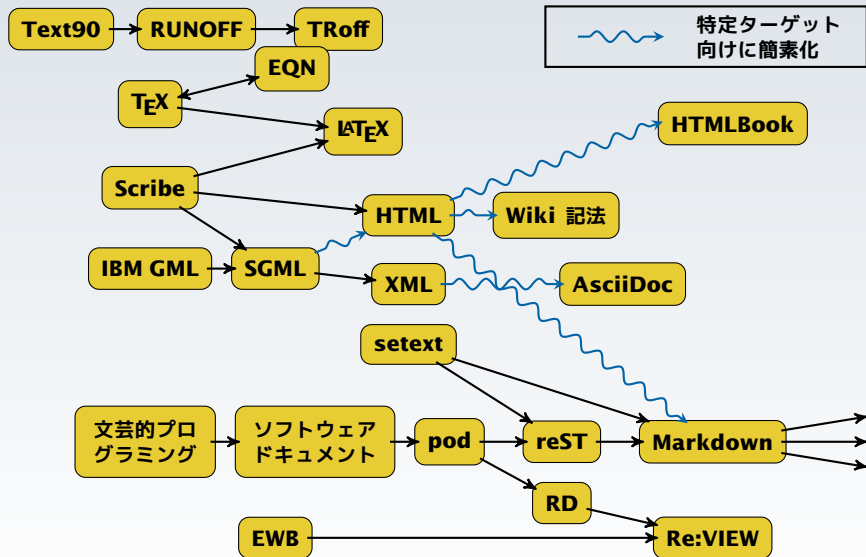 Text90
RUNOFF
TRoff
特定ターゲット
向けに簡素化
EQN
TEX
LATEX
HTMLBook
Scribe
HTML
Wiki 記法
IBM GML
SGML
XML
AsciiDoc
setext
文芸的プロ
グラミング
ソフトウェア
ドキュメント
pod
reST
Markdown
RD
EWB
Re:VIEW